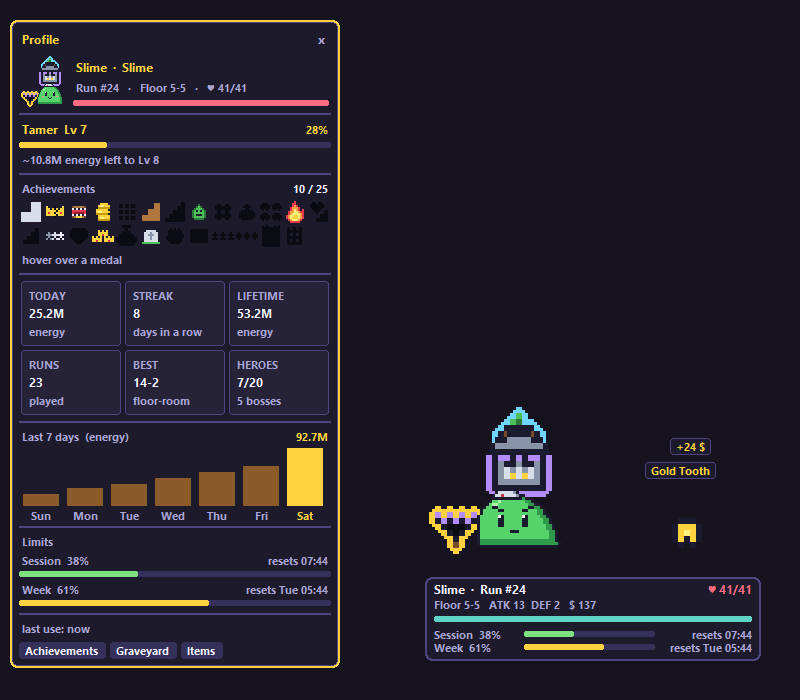 Profile
x
Slime · Slime
Run #24 · Floor 5-5 · ♥ 41/41
Tamer Lv 7
28%
~10.8M energy left to Lv 8
Achievements
10 / 25
hover over a medal
TODAY
25.2M
energy
STREAK
8
days in a row
LIFETIME
53.2M
energy
RUNS
23
played
BEST
14-2
floor-room
HEROES
7/20
5 bosses
Last 7 days (energy)
92.7M
Sun Mon Tue Wed Thu Fri Sat
Limits
Session 38%
resets 07:44
Week 61%
resets Tue 05:44
last use: now
Achievements
Graveyard
Items
+24 $
Gold Tooth
Slime · Run #24
♥ 41/41
Floor 5-5 ATK 13 DEF 2 $ 137
Session 38%
resets 07:44
Week 61%
resets Tue 05:44